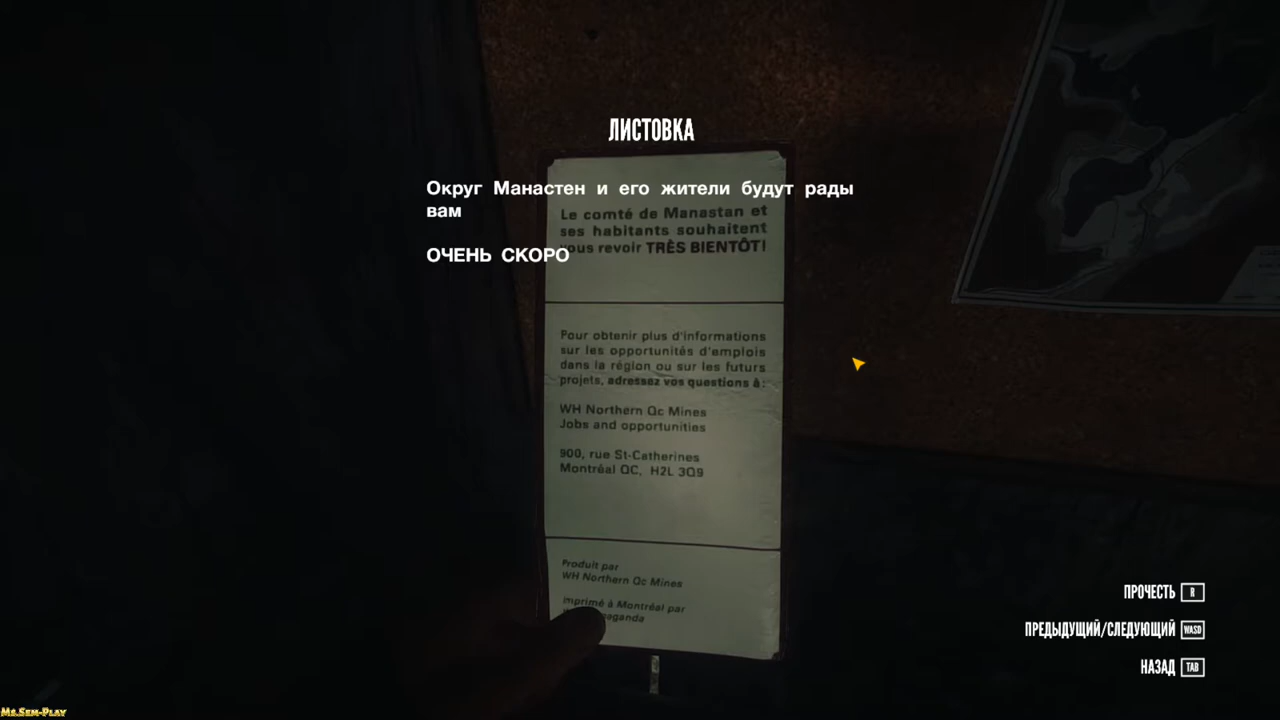 ЛИСТОВКА
Округ Манастен и его жители будут рады
вам
ОЧЕНЬ СКОРО
Le comté de Manastan et
ses habitants souhaitent
vous revoir TRÈS BIENTÔT!
Pour obtenir plus d'informations
sur les opportunités d'emplois
dans la région ou sur les futurs
projets, adressez vos questions à:
WH Northern Qc Mines
Jobs and opportunities
900, rue St-Catherines
Montréal QC, H2L 3Q9
Produit par
WH Northern Qc Mines
imprimé à Montréal par
ПРОЧЕСТЬ R
ПРЕДЫДУЩИЙ/СЛЕДУЮЩИЙ WASD
НАЗАД TAB
Ms.Sem-Play